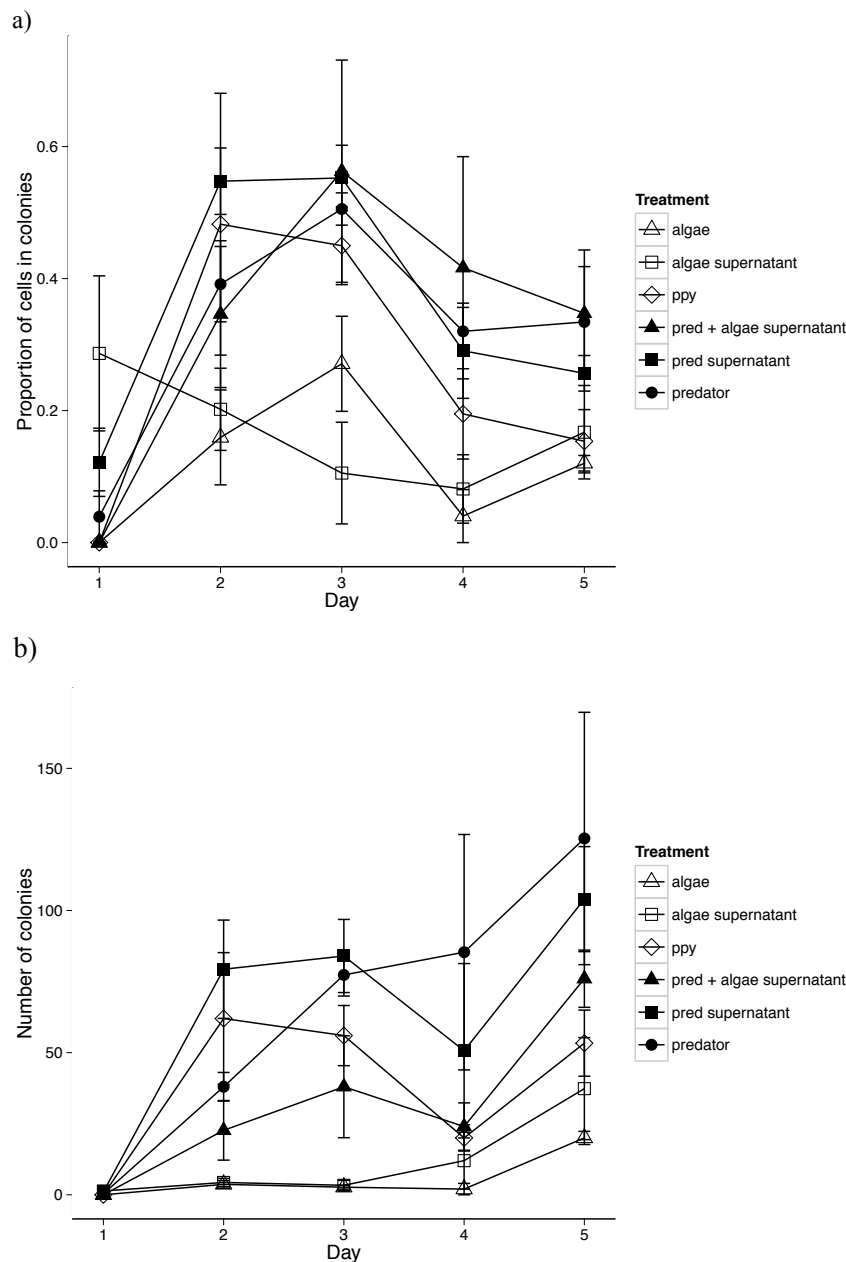 a)
Proportion of cells in colonies
0.6
0.4
0.2
0.0
1 2 3 4 5
Day
Treatment
algae
algae supernatant
ppy
pred + algae supernatant
pred supernatant
predator
b)
Number of colonies
150
100
50
0
1 2 3 4 5
Day
Treatment
algae
algae supernatant
ppy
pred + algae supernatant
pred supernatant
predator